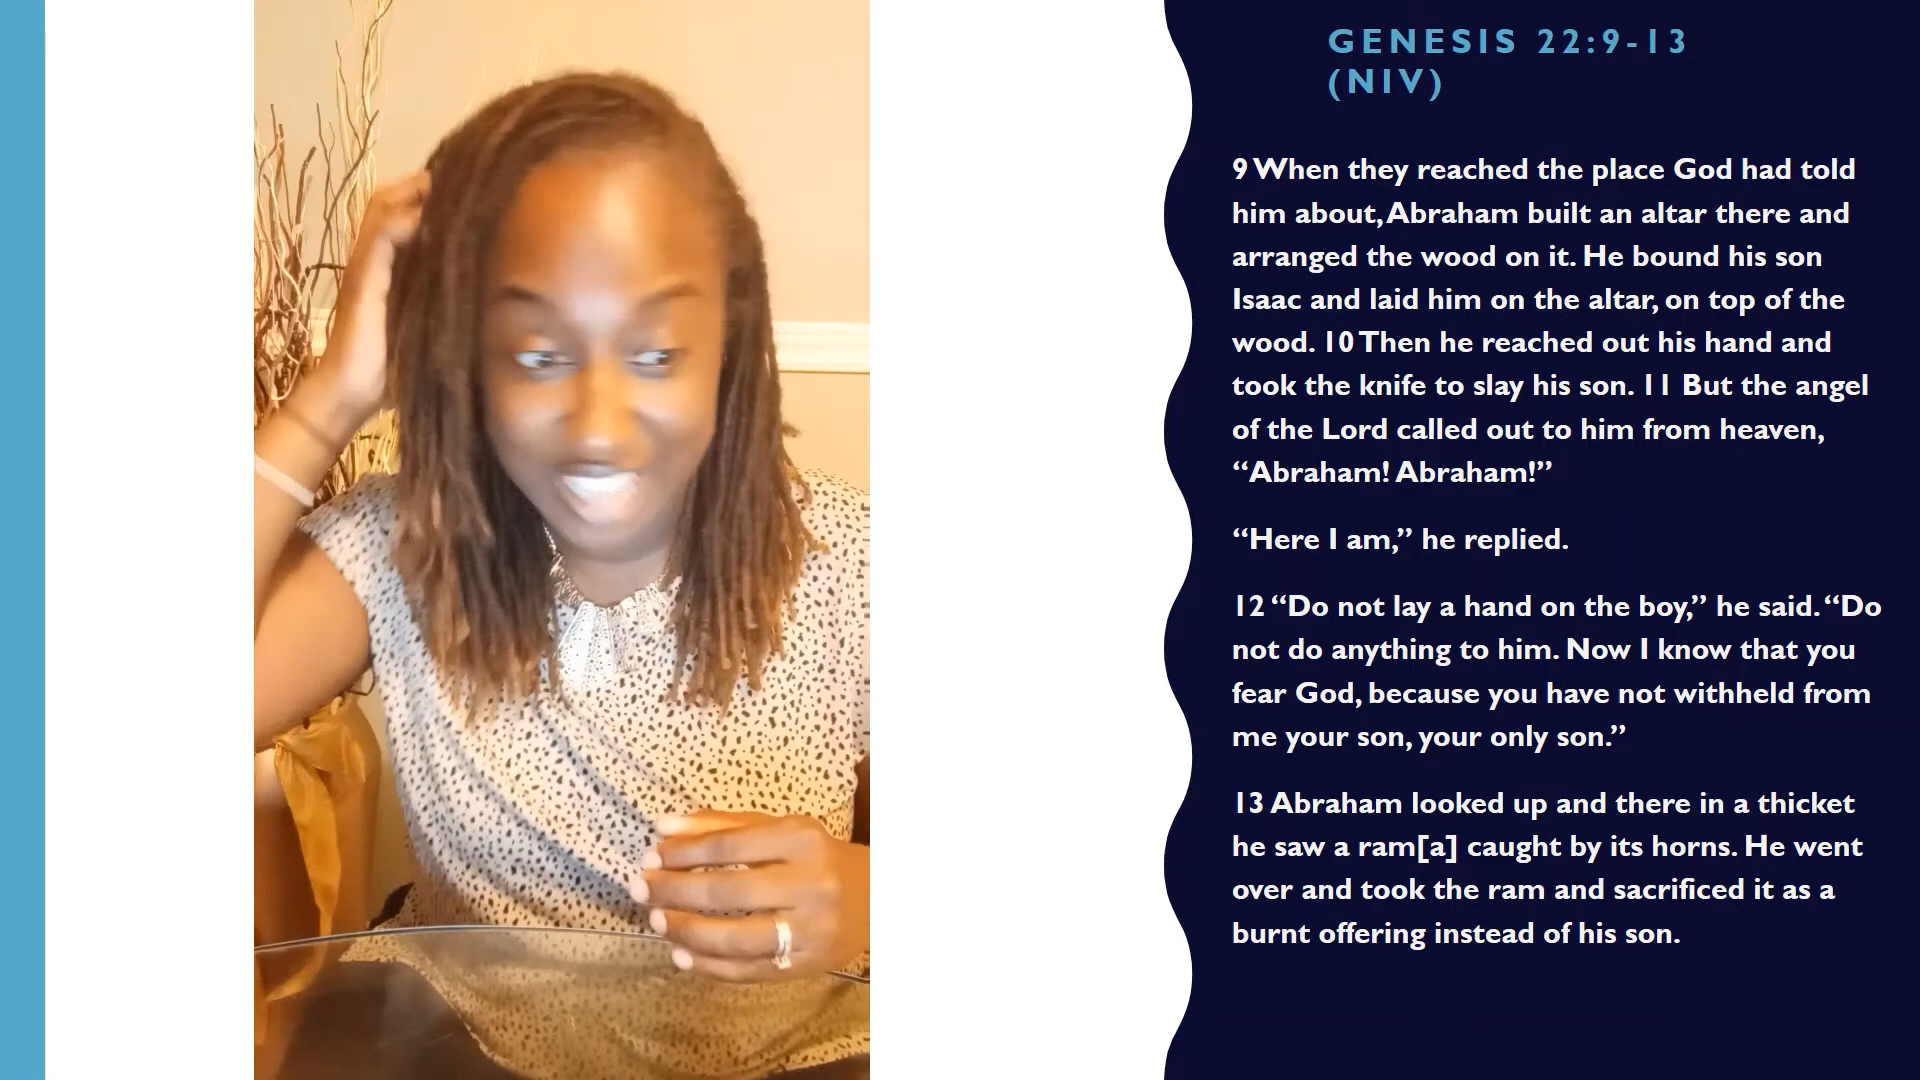 GENESIS 22:9-13
(NIV)
9 When they reached the place God had told
him about, Abraham built an altar there and
arranged the wood on it. He bound his son
Isaac and laid him on the altar, on top of the
wood. 10 Then he reached out his hand and
took the knife to slay his son. 11 But the angel
of the Lord called out to him from heaven,
“Abraham! Abraham!”
“Here I am,” he replied.
12 “Do not lay a hand on the boy,” he said. “Do
not do anything to him. Now I know that you
fear God, because you have not withheld from
me your son, your only son.”
13 Abraham looked up and there in a thicket
he saw a ram[a] caught by its horns. He went
over and took the ram and sacrificed it as a
burnt offering instead of his son.